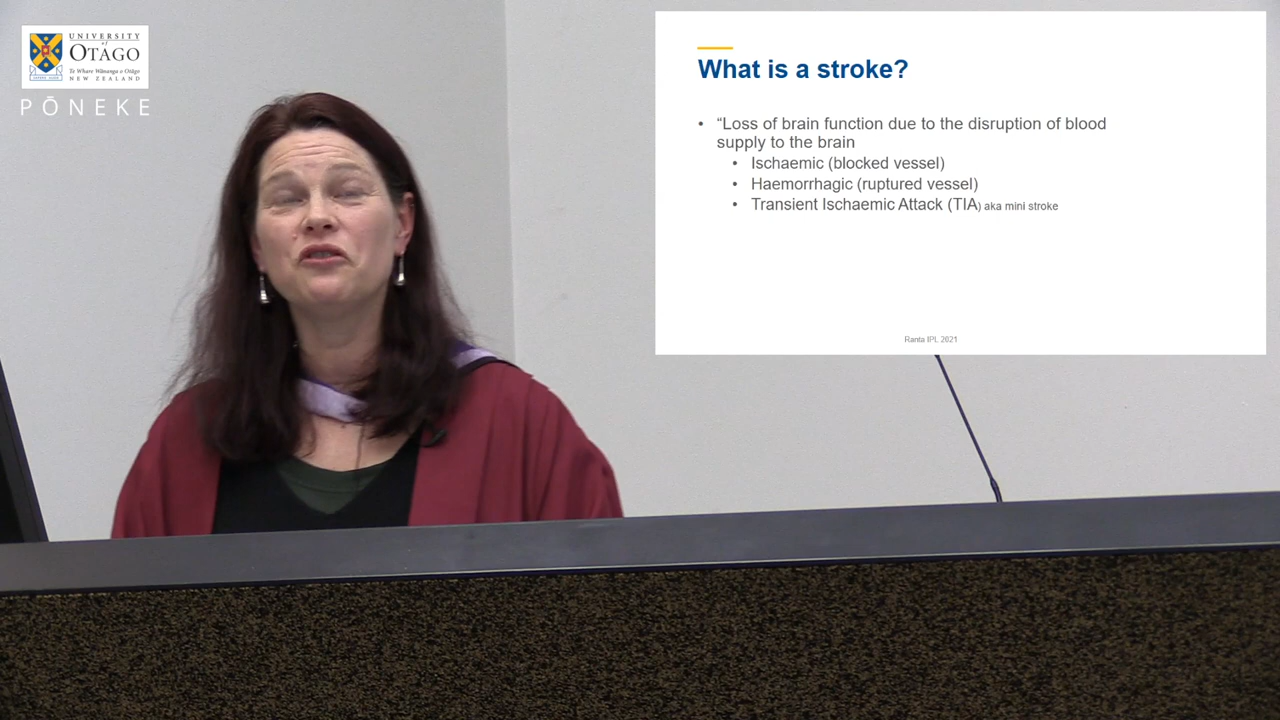 UNIVERSITY
of
OTAGO
Te Whare Wānanga o Otāgo
NEW ZEALAND
PŌNEKE
What is a stroke?
• “Loss of brain function due to the disruption of blood
supply to the brain
• Ischaemic (blocked vessel)
• Haemorrhagic (ruptured vessel)
• Transient Ischaemic Attack (TIA) aka mini stroke
Ranta IPL 2021